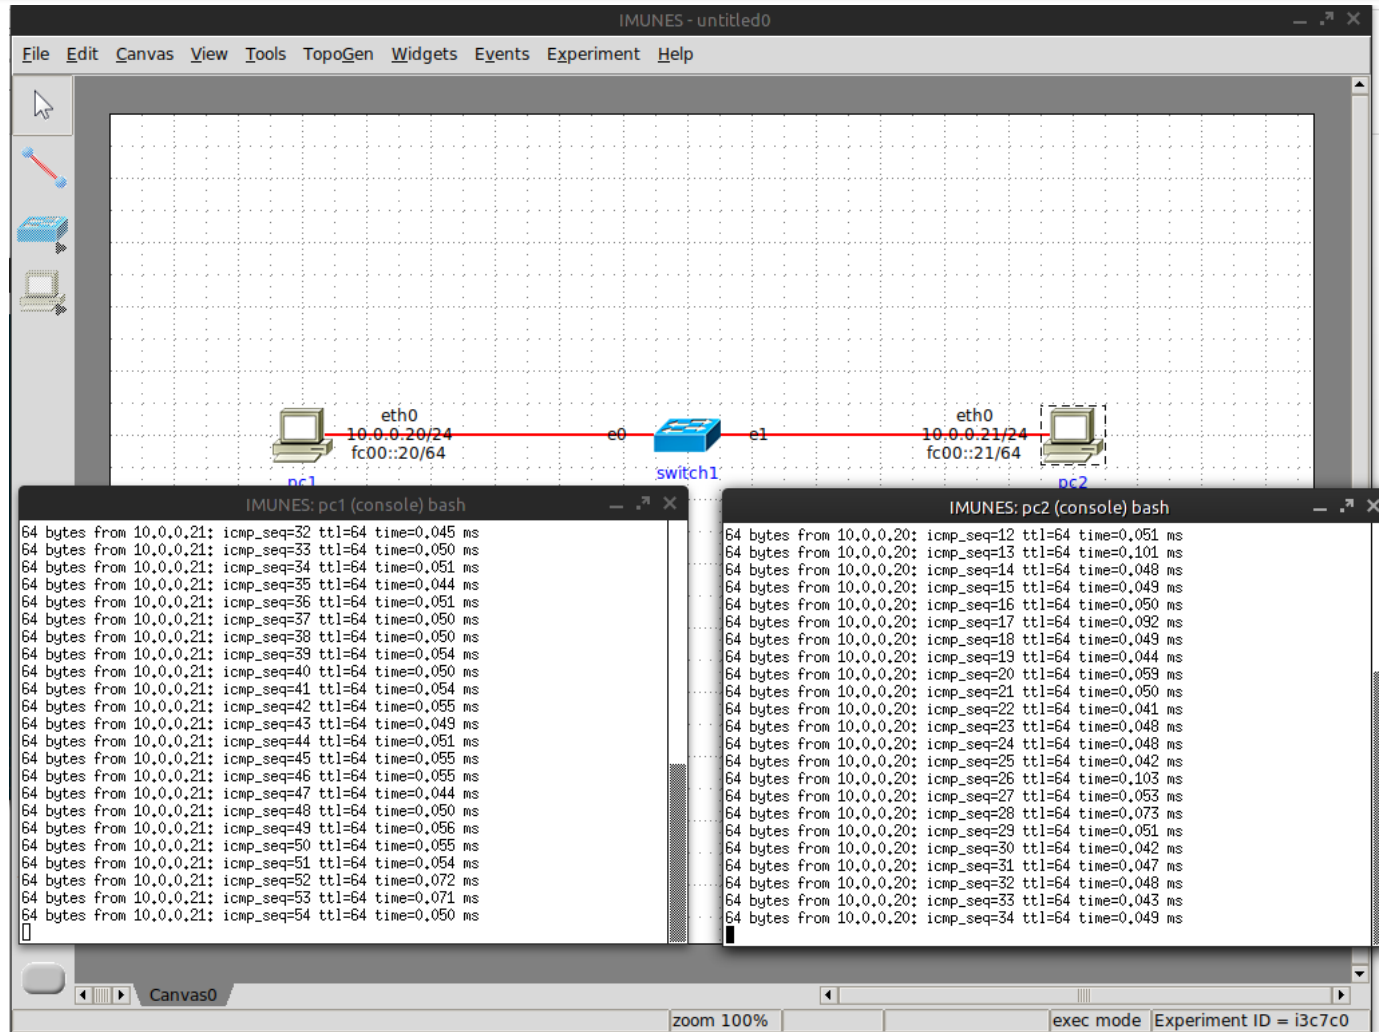 IMUNES - untitled0
File Edit Canvas View Tools TopoGen Widgets Events Experiment Help
eth0
10.0.0.20/24
fc00::20/64
pc1
e0
e1
switch1
eth0
10.0.0.21/24
fc00::21/64
pc2
IMUNES: pc1 (console) bash
64 bytes from 10.0.0.21: icmp_seq=32 ttl=64 time=0.045 ms
64 bytes from 10.0.0.21: icmp_seq=33 ttl=64 time=0.050 ms
64 bytes from 10.0.0.21: icmp_seq=34 ttl=64 time=0.051 ms
64 bytes from 10.0.0.21: icmp_seq=35 ttl=64 time=0.044 ms
64 bytes from 10.0.0.21: icmp_seq=36 ttl=64 time=0.051 ms
64 bytes from 10.0.0.21: icmp_seq=37 ttl=64 time=0.050 ms
64 bytes from 10.0.0.21: icmp_seq=38 ttl=64 time=0.050 ms
64 bytes from 10.0.0.21: icmp_seq=39 ttl=64 time=0.054 ms
64 bytes from 10.0.0.21: icmp_seq=40 ttl=64 time=0.050 ms
64 bytes from 10.0.0.21: icmp_seq=41 ttl=64 time=0.054 ms
64 bytes from 10.0.0.21: icmp_seq=42 ttl=64 time=0.055 ms
64 bytes from 10.0.0.21: icmp_seq=43 ttl=64 time=0.049 ms
64 bytes from 10.0.0.21: icmp_seq=44 ttl=64 time=0.051 ms
64 bytes from 10.0.0.21: icmp_seq=45 ttl=64 time=0.055 ms
64 bytes from 10.0.0.21: icmp_seq=46 ttl=64 time=0.055 ms
64 bytes from 10.0.0.21: icmp_seq=47 ttl=64 time=0.044 ms
64 bytes from 10.0.0.21: icmp_seq=48 ttl=64 time=0.050 ms
64 bytes from 10.0.0.21: icmp_seq=49 ttl=64 time=0.056 ms
64 bytes from 10.0.0.21: icmp_seq=50 ttl=64 time=0.055 ms
64 bytes from 10.0.0.21: icmp_seq=51 ttl=64 time=0.054 ms
64 bytes from 10.0.0.21: icmp_seq=52 ttl=64 time=0.072 ms
64 bytes from 10.0.0.21: icmp_seq=53 ttl=64 time=0.071 ms
64 bytes from 10.0.0.21: icmp_seq=54 ttl=64 time=0.050 ms
IMUNES: pc2 (console) bash
64 bytes from 10.0.0.20: icmp_seq=12 ttl=64 time=0.051 ms
64 bytes from 10.0.0.20: icmp_seq=13 ttl=64 time=0.101 ms
64 bytes from 10.0.0.20: icmp_seq=14 ttl=64 time=0.048 ms
64 bytes from 10.0.0.20: icmp_seq=15 ttl=64 time=0.049 ms
64 bytes from 10.0.0.20: icmp_seq=16 ttl=64 time=0.050 ms
64 bytes from 10.0.0.20: icmp_seq=17 ttl=64 time=0.092 ms
64 bytes from 10.0.0.20: icmp_seq=18 ttl=64 time=0.049 ms
64 bytes from 10.0.0.20: icmp_seq=19 ttl=64 time=0.044 ms
64 bytes from 10.0.0.20: icmp_seq=20 ttl=64 time=0.059 ms
64 bytes from 10.0.0.20: icmp_seq=21 ttl=64 time=0.050 ms
64 bytes from 10.0.0.20: icmp_seq=22 ttl=64 time=0.041 ms
64 bytes from 10.0.0.20: icmp_seq=23 ttl=64 time=0.048 ms
64 bytes from 10.0.0.20: icmp_seq=24 ttl=64 time=0.048 ms
64 bytes from 10.0.0.20: icmp_seq=25 ttl=64 time=0.042 ms
64 bytes from 10.0.0.20: icmp_seq=26 ttl=64 time=0.103 ms
64 bytes from 10.0.0.20: icmp_seq=27 ttl=64 time=0.053 ms
64 bytes from 10.0.0.20: icmp_seq=28 ttl=64 time=0.073 ms
64 bytes from 10.0.0.20: icmp_seq=29 ttl=64 time=0.051 ms
64 bytes from 10.0.0.20: icmp_seq=30 ttl=64 time=0.042 ms
64 bytes from 10.0.0.20: icmp_seq=31 ttl=64 time=0.047 ms
64 bytes from 10.0.0.20: icmp_seq=32 ttl=64 time=0.048 ms
64 bytes from 10.0.0.20: icmp_seq=33 ttl=64 time=0.043 ms
64 bytes from 10.0.0.20: icmp_seq=34 ttl=64 time=0.049 ms
Canvas0
zoom 100%
exec mode
Experiment ID = i3c7c0